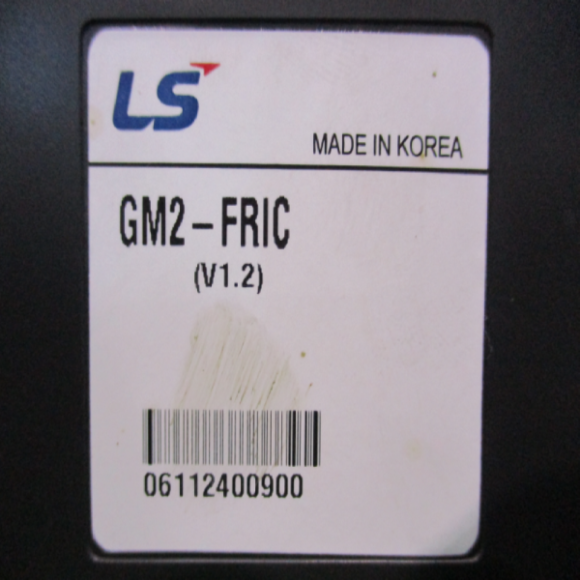 LS
MADE IN KOREA
GM2-FRIC
(V1.2)
06112400900